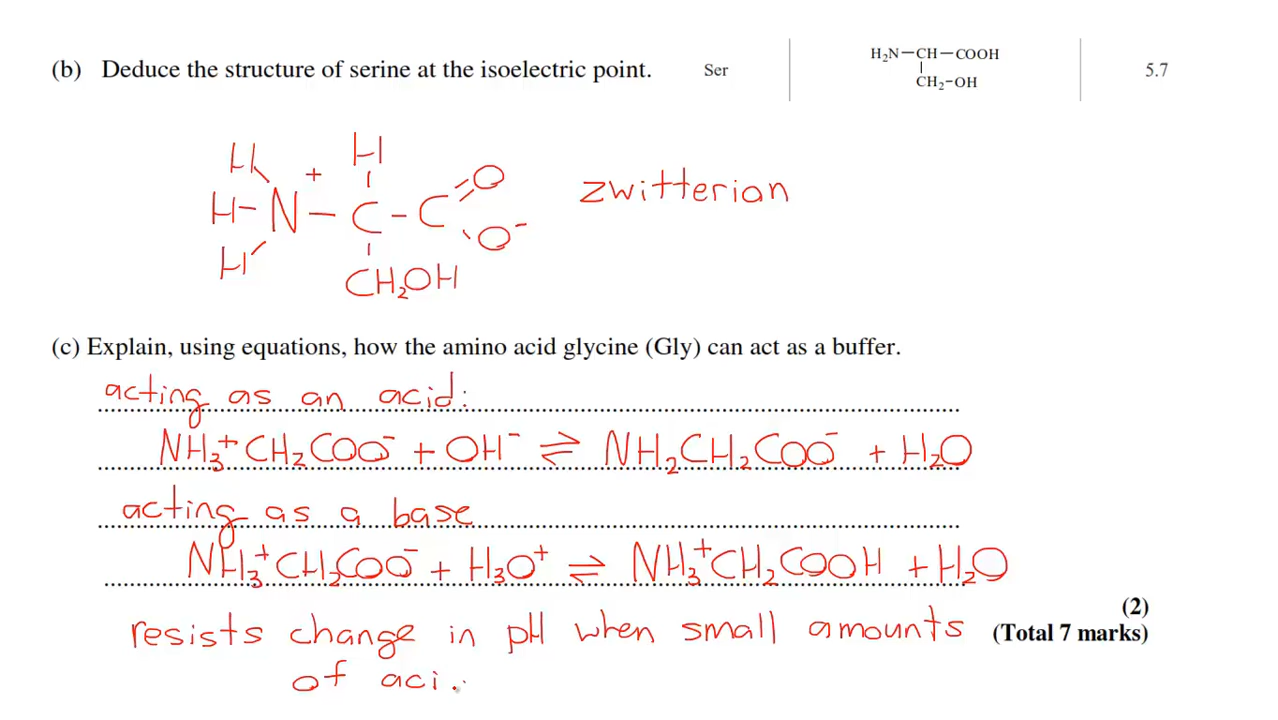 (b) Deduce the structure of serine at the isoelectric point. Ser H₂N—CH—COOH 5.7
CH₂–OH
H H
H–N⁺–C–C=O zwitterian
H O⁻
CH₂OH
(c) Explain, using equations, how the amino acid glycine (Gly) can act as a buffer.
acting as an acid:
NH₃⁺CH₂COO⁻ + OH⁻ ⇌ NH₂CH₂COO⁻ + H₂O
acting as a base
NH₃⁺CH₂COO⁻ + H₃O⁺ ⇌ NH₃⁺CH₂COOH + H₂O
(2)
resists change in pH when small amounts (Total 7 marks)
of aci